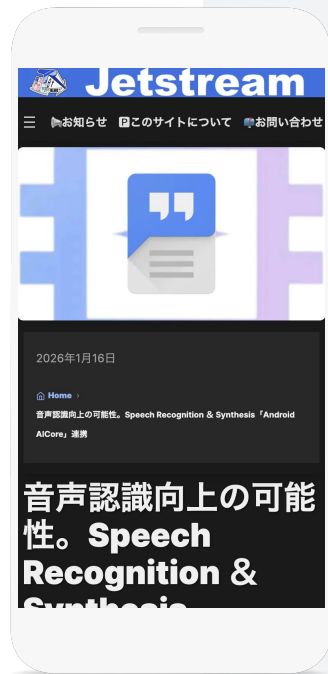 Jetstream
お知らせ 🅿このサイトについて お問い合わせ
2026年1月16日
Home ›
音声認識向上の可能性。Speech Recognition & Synthesis「Android
AICore」連携
音声認識向上の可能
性。Speech
Recognition &
Synthesis